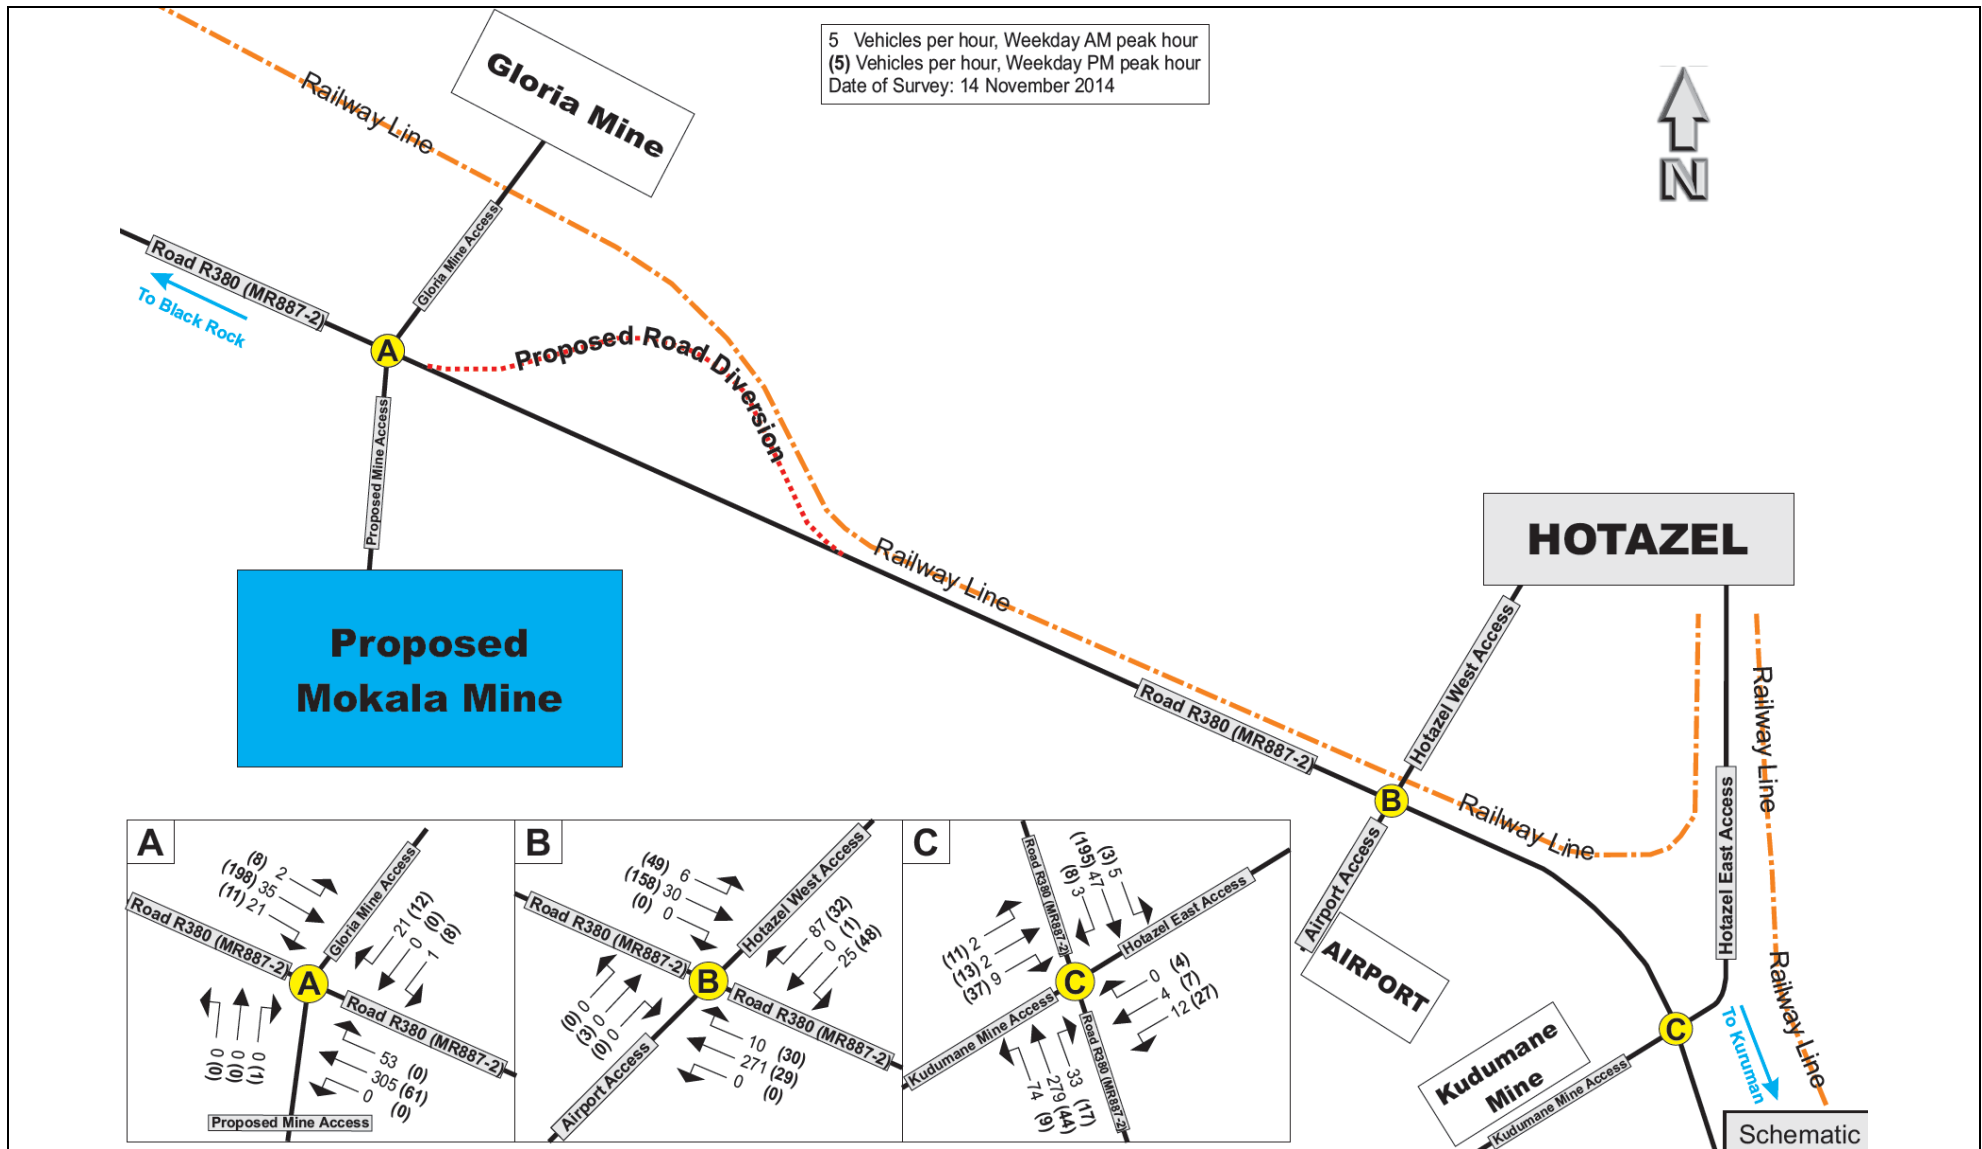 5 Vehicles per hour, Weekday AM peak hour
(5) Vehicles per hour, Weekday PM peak hour
Date of Survey: 14 November 2014
N
Gloria Mine
Railway Line
Gloria Mine Access
Road R380 (MR887-2)
To Black Rock
A
Proposed Road Diversion
Proposed Mine Access
Proposed
Mokala Mine
Railway Line
HOTAZEL
Hotazel West Access
Road R380 (MR887-2)
B
Railway Line
Railway Line
Hotazel East Access
Airport Access
AIRPORT
Railway Line
C
To Kuruman
Kudumane
Mine
Kudumane Mine Access
Schematic
A
(8) 2
(198) 35
(11) 21
Road R380 (MR887-2)
Gloria Mine Access
21 (12)
0 (0)
1 (8)
A
Road R380 (MR887-2)
0 (0)
0 (0)
0 (1)
53 (0)
305 (61)
0 (0)
Proposed Mine Access
B
(49) 6
(158) 30
(0) 0
Road R380 (MR887-2)
Hotazel West Access
87 (32)
0 (1)
25 (48)
B
Road R380 (MR887-2)
(0) 0
(3) 0
(0) 0
10 (30)
271 (29)
0 (0)
Airport Access
C
Road R380 (MR887-2)
(8) 3
(195) 47
(3) 5
Hotazel East Access
(11) 2
(13) 2
(37) 9
C
0 (4)
4 (7)
12 (27)
Kudumane Mine Access
74 (9)
279 (44)
33 (17)
Road R380 (MR887-2)